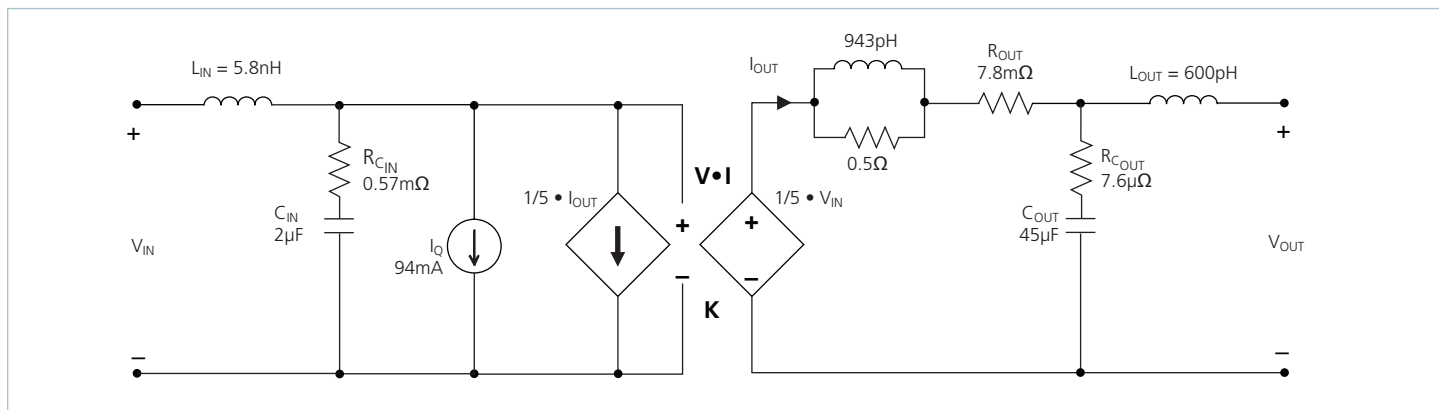 943pH
I_OUT
R_OUT
7.8mΩ
L_IN = 5.8nH
L_OUT = 600pH
+
+
R_C_IN
0.57mΩ
0.5Ω
R_C_OUT
7.6µΩ
V•I
1/5 • I_OUT
1/5 • V_IN
+
+
C_IN
2µF
C_OUT
45µF
V_IN
I_Q
94mA
V_OUT
–
–
K
–
–